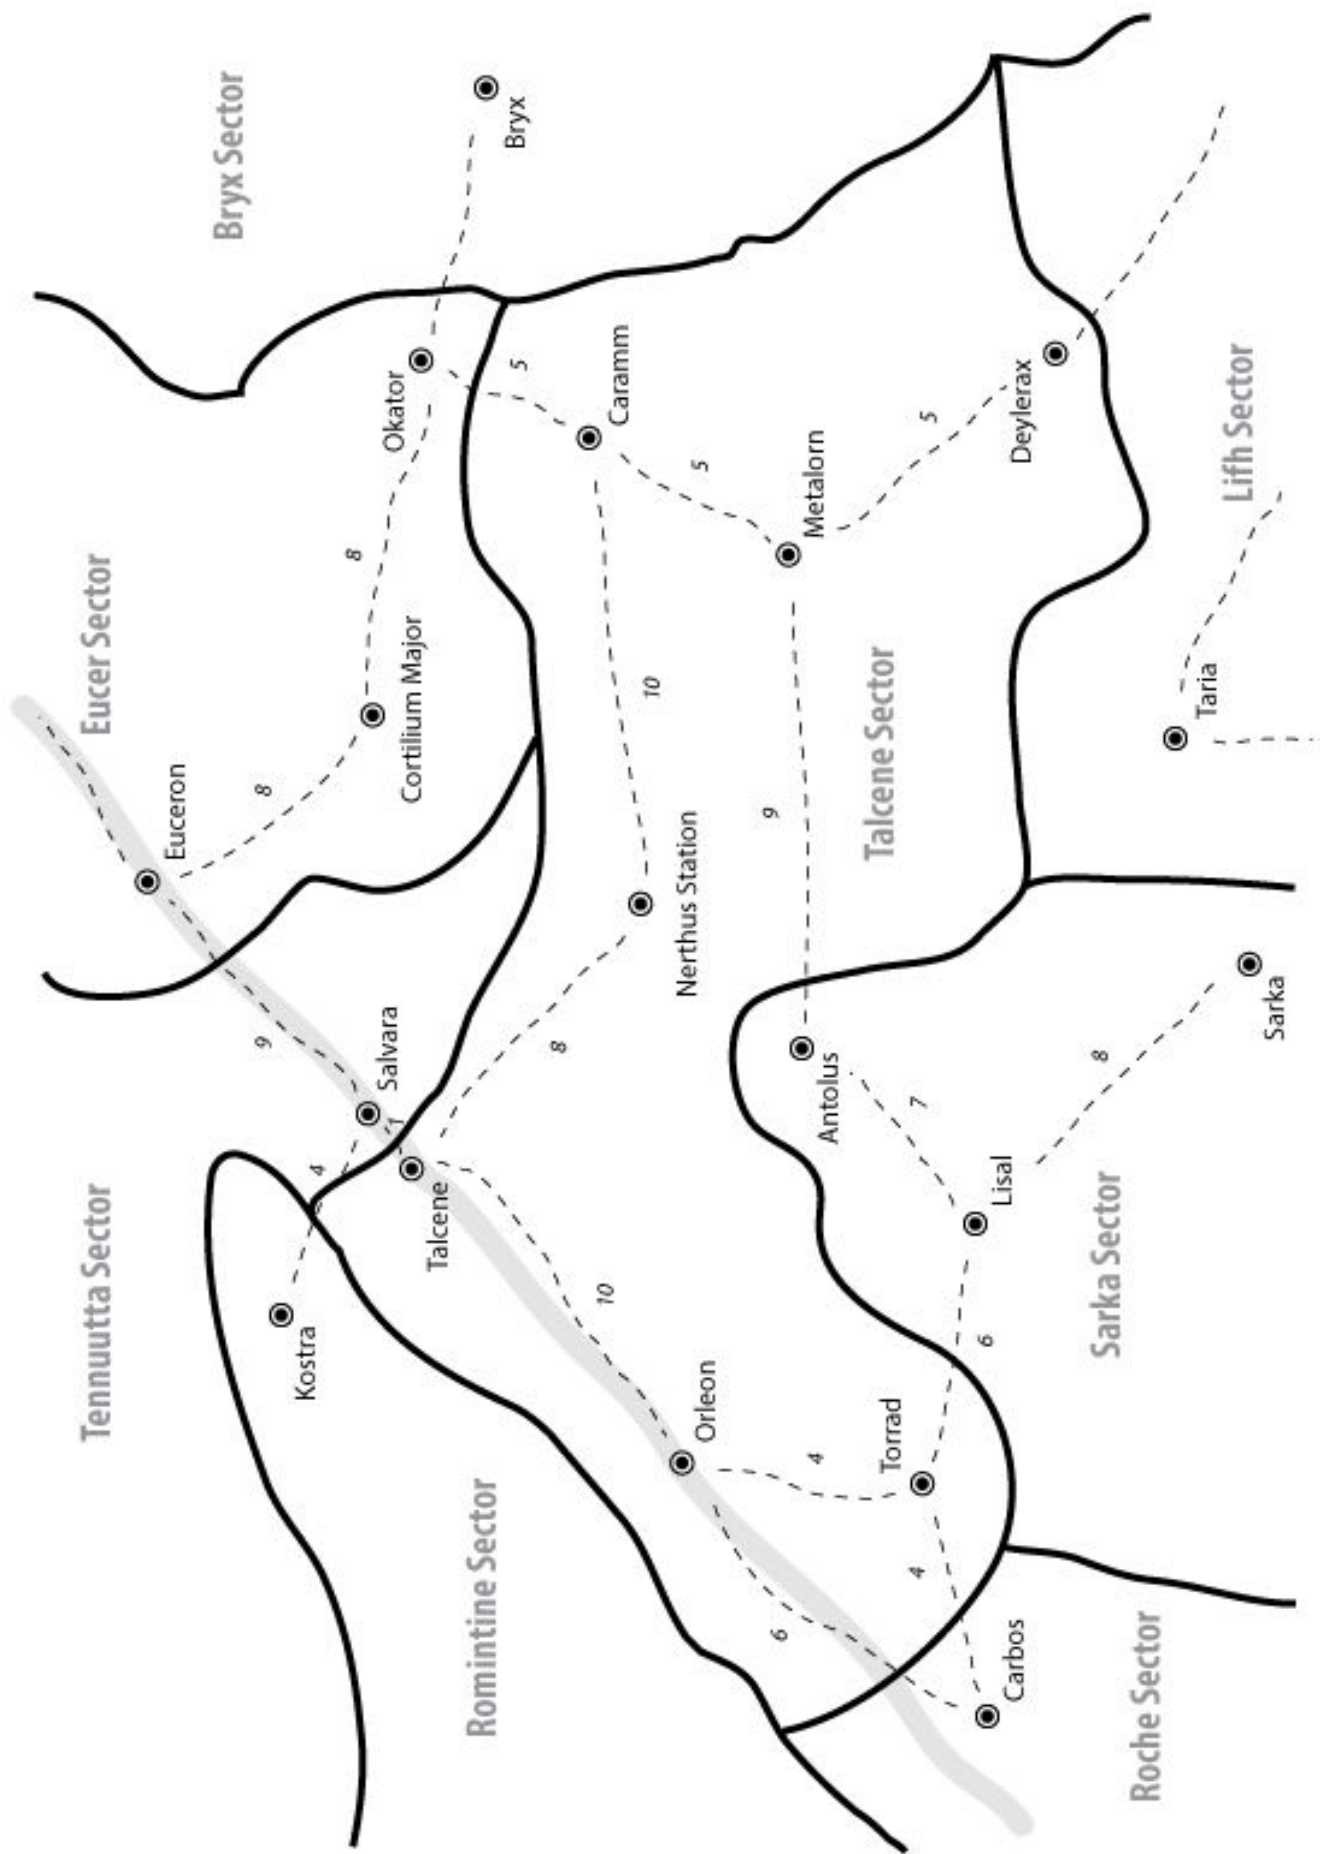 Tennuutta Sector
Eucer Sector
Euceron
Bryx Sector
9
8
Kostra
4
8
Salvara
Okator
1
Cortilium Major
Talcene
Romintine Sector
Bryx
5
8
10
Caramm
10
Nerthus Station
5
Orleon
9
6
Metalorn
4
Antolus
Talcene Sector
Torrad
4
7
5
6
Lisal
Carbos
Deylerax
8
Sarka Sector
Roche Sector
Taria
Lifh Sector
Sarka